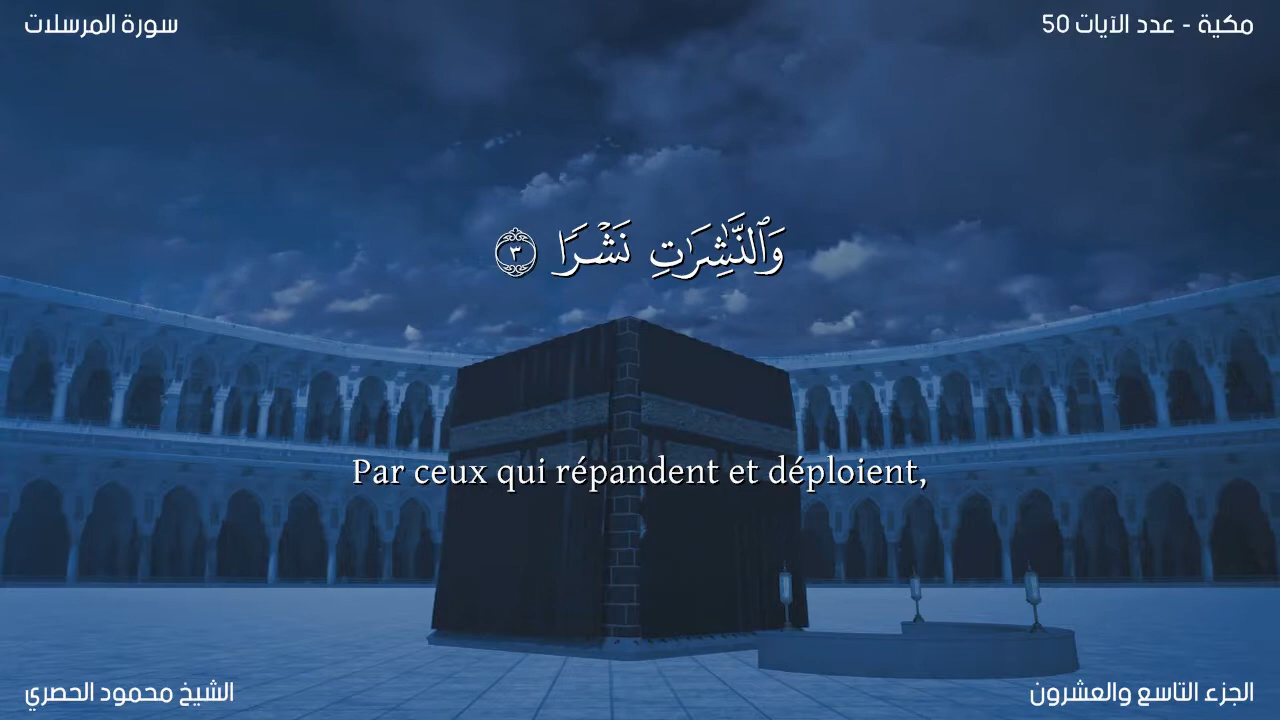 مكية - عدد الآيات 50
سورة المرسلات
وَٱلنَّٰشِرَٰتِ نَشۡرٗا ٣
Par ceux qui répandent et déploient,
الجزء التاسع والعشرون
الشيخ محمود الحصري